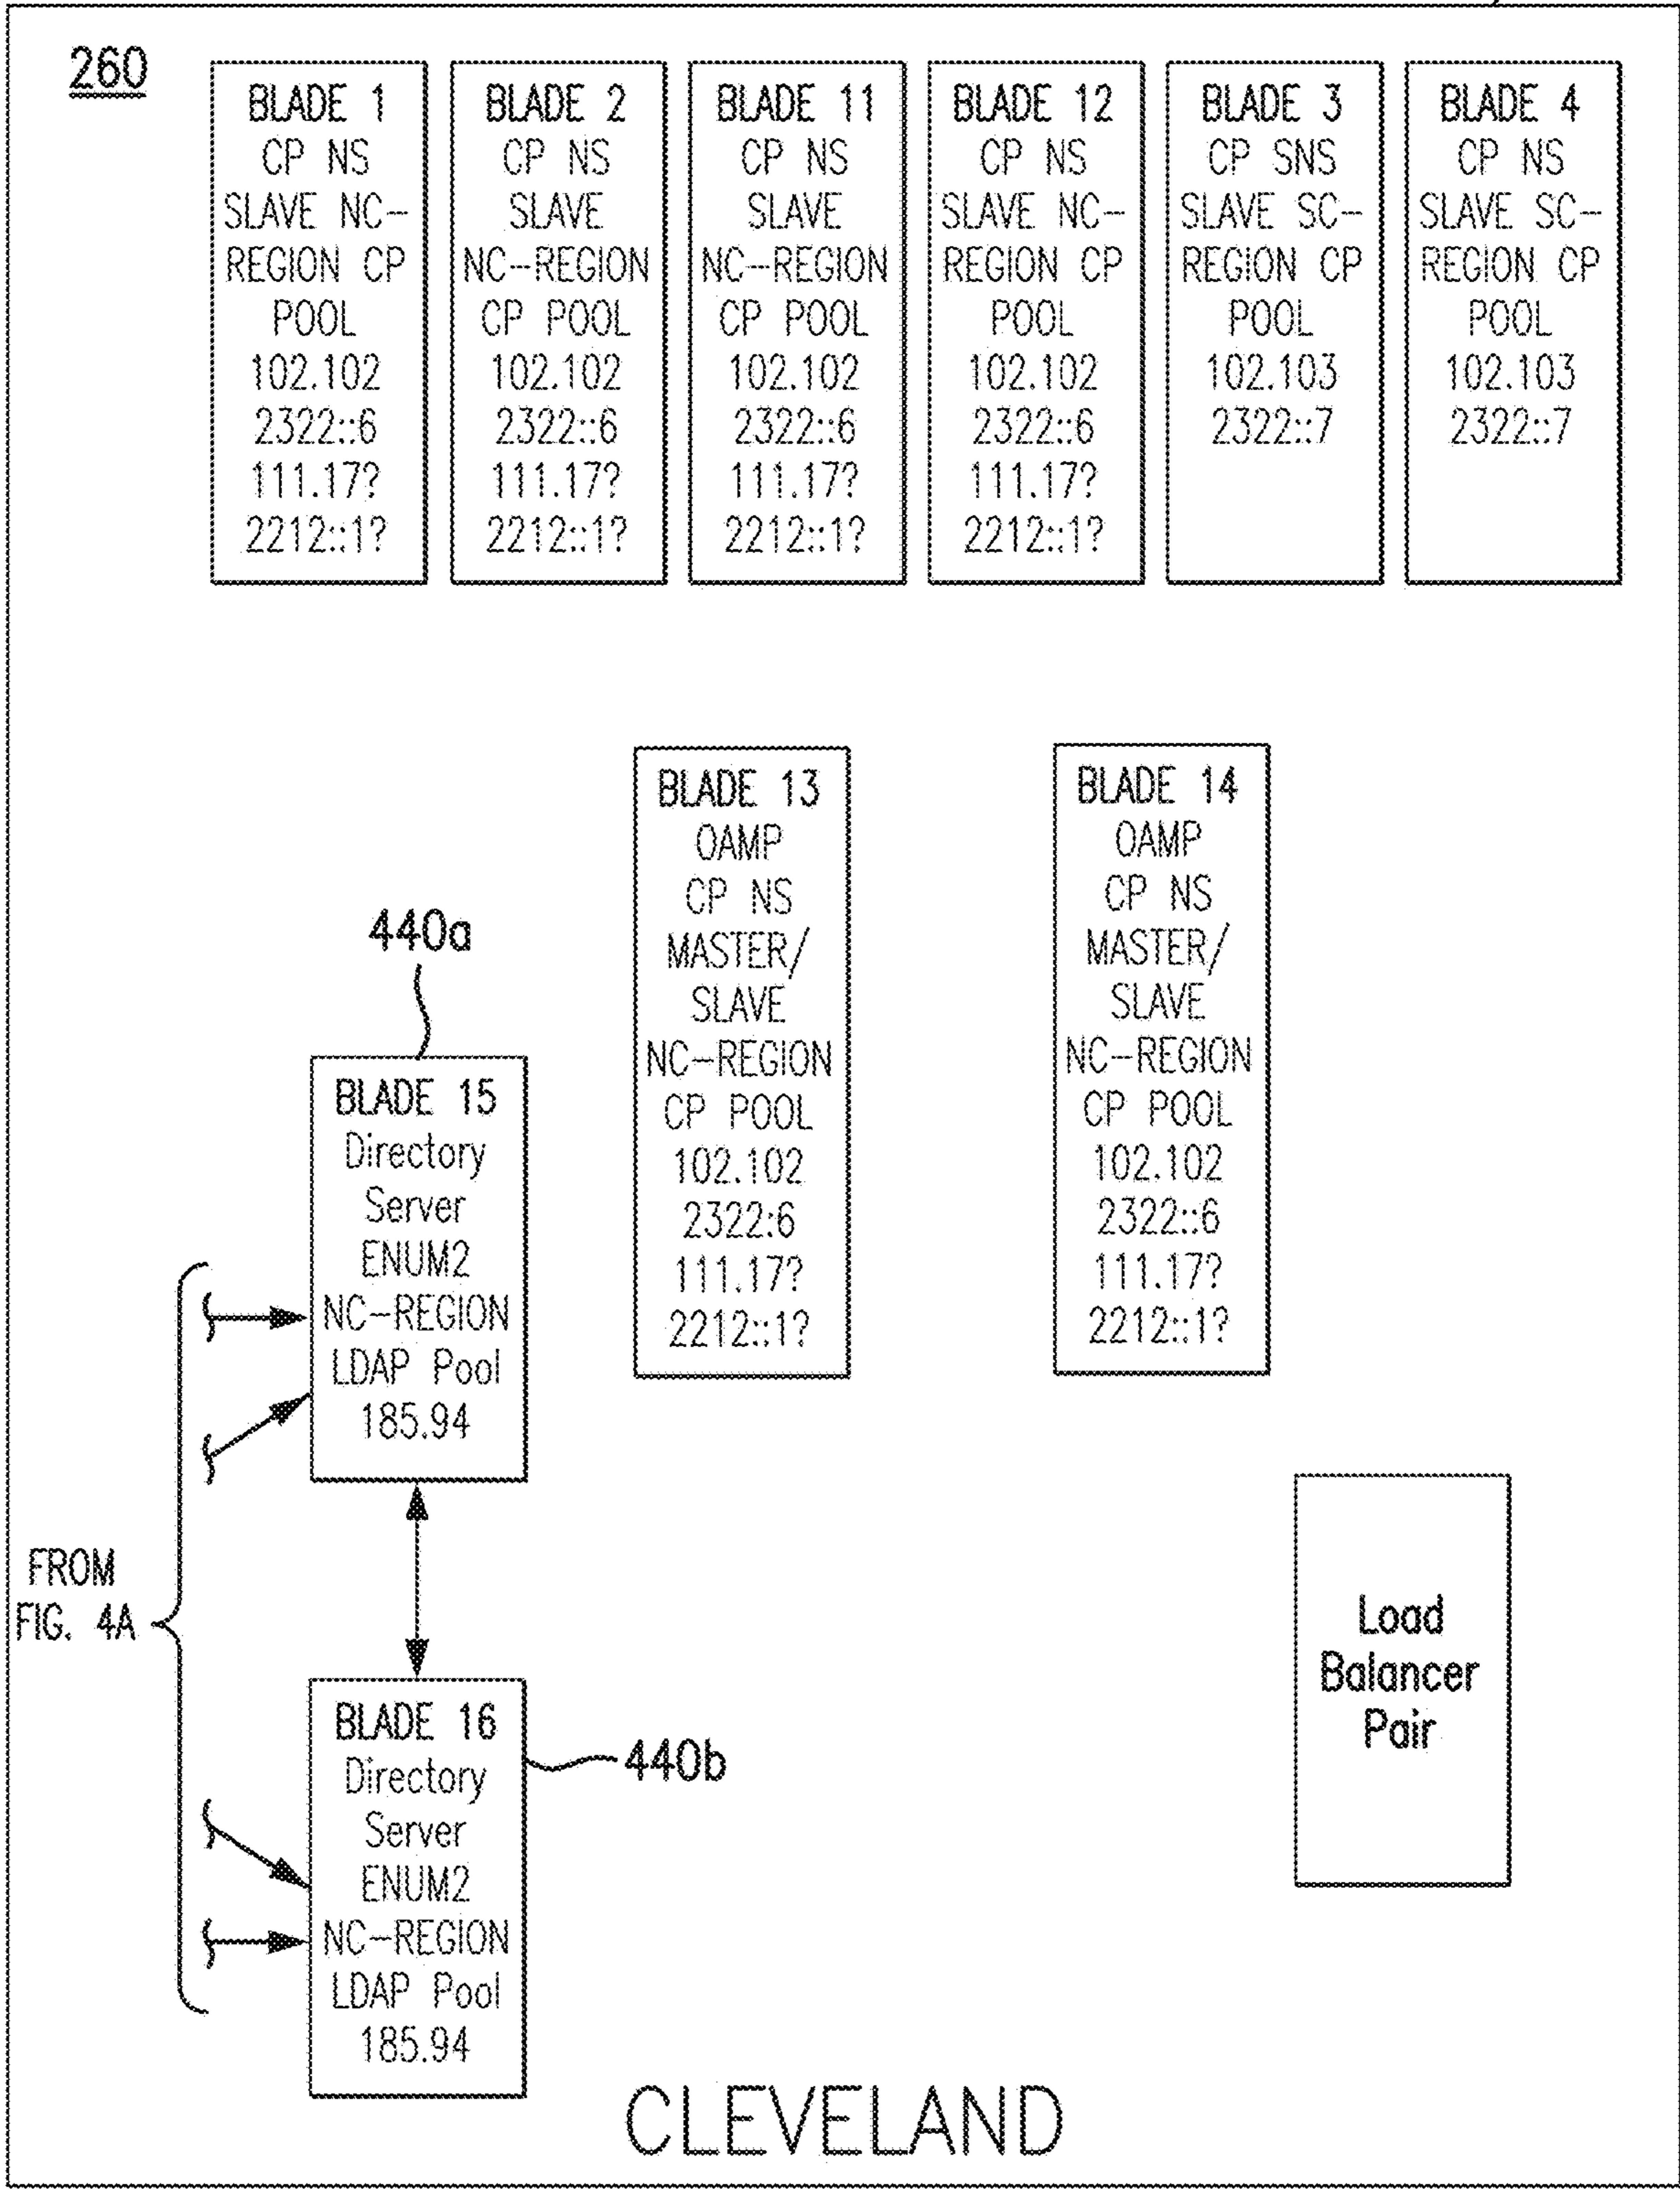 260
BLADE 1
CP NS
SLAVE NC-
REGION CP
POOL
102.102
2322::6
111.17?
2212::1?
BLADE 2
CP NS
SLAVE
NC-REGION
CP POOL
102.102
2322::6
111.17?
2212::1?
BLADE 11
CP NS
SLAVE
NC-REGION
CP POOL
102.102
2322::6
111.17?
2212::1?
BLADE 12
CP NS
SLAVE NC-
REGION CP
POOL
102.102
2322::6
111.17?
2212::1?
BLADE 3
CP SNS
SLAVE SC-
REGION CP
POOL
102.103
2322::7
BLADE 4
CP NS
SLAVE SC-
REGION CP
POOL
102.103
2322::7
BLADE 13
OAMP
CP NS
MASTER/
SLAVE
NC-REGION
CP POOL
102.102
2322:6
111.17?
2212::1?
BLADE 14
OAMP
CP NS
MASTER/
SLAVE
NC-REGION
CP POOL
102.102
2322::6
111.17?
2212::1?
440a
BLADE 15
Directory
Server
ENUM2
NC-REGION
LDAP Pool
185.94
FROM
FIG. 4A
BLADE 16
Directory
Server
ENUM2
NC-REGION
LDAP Pool
185.94
440b
Load
Balancer
Pair
CLEVELAND